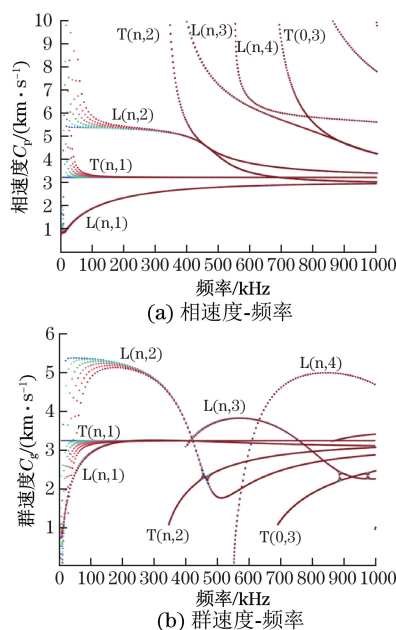 相速度Cp/(km·s⁻¹)
10
9
8
7
6
5
4
3
2
1
T(n,2)
L(n,3)
L(n,4)
T(0,3)
L(n,2)
T(n,1)
L(n,1)
0 100 200 300 400 500 600 700 800 900 1000
频率/kHz
(a) 相速度-频率
群速度Cg/(km·s⁻¹)
6
5
4
3
2
1
L(n,2)
L(n,4)
L(n,3)
T(n,1)
L(n,1)
T(n,2)
T(0,3)
0 100 200 300 400 500 600 700 800 900 1000
频率/kHz
(b) 群速度-频率